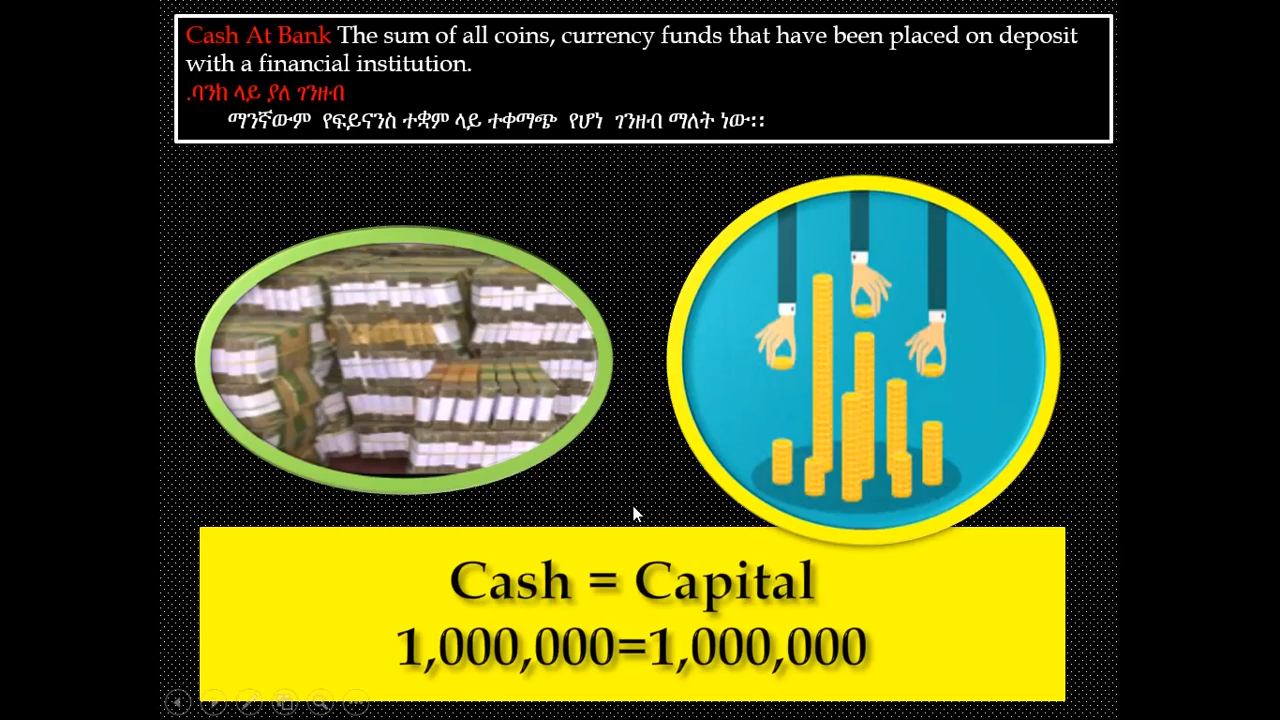 Cash At Bank The sum of all coins, currency funds that have been placed on deposit
with a financial institution.
.ባንክ ላይ ያለ ገንዘብ
ማንኛውም የፍይናንስ ተቋም ላይ ተቀማጭ የሆነ ገንዘብ ማለት ነው፡፡
Cash = Capital
1,000,000=1,000,000